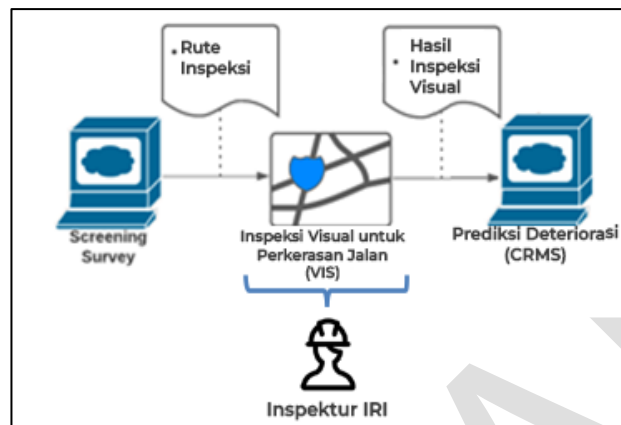 • Rute
Inspeksi
Hasil
• Inspeksi
Visual
Screening
Survey
Inspeksi Visual untuk
Perkerasan Jalan
(VIS)
Prediksi Deteriorasi
(CRMS)
Inspektur IRI